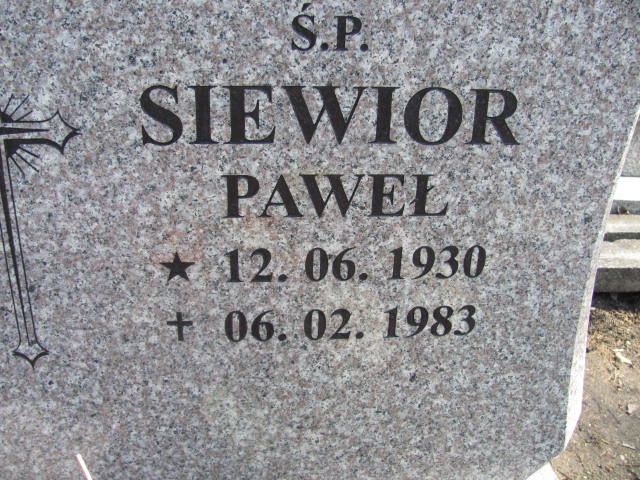 Ś.P.
SIEWIOR
PAWEŁ
★ 12. 06. 1930
✝ 06. 02. 1983